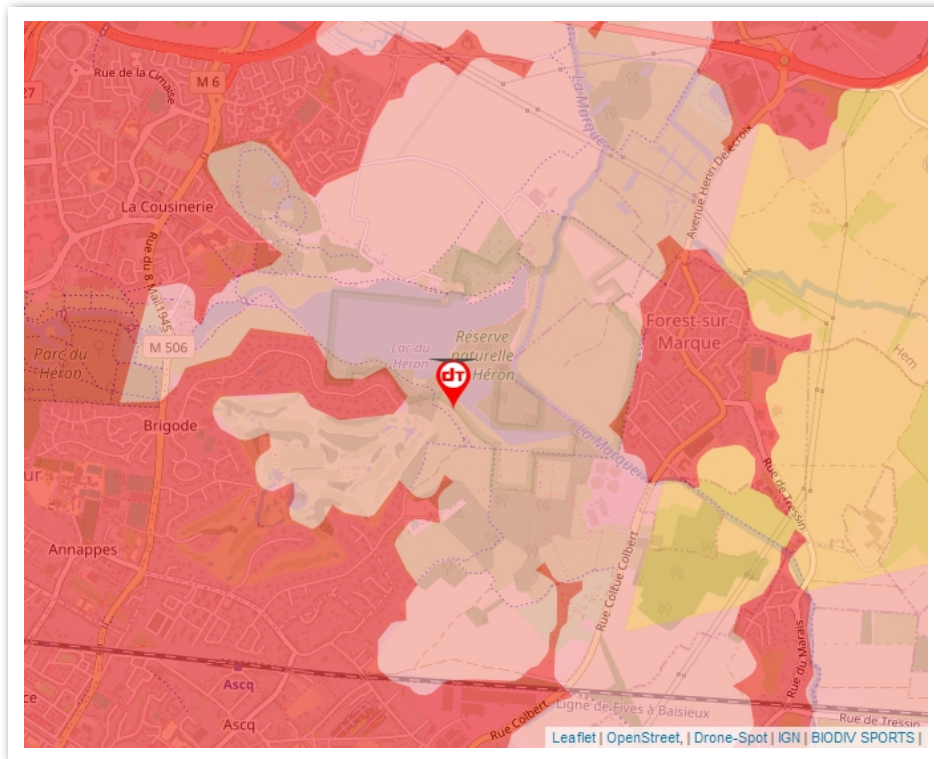 27
Rue de la Cimaise
M 6
La-Marque
Avenue Henri Delecroix
La Cousinerie
Rue du 8 Mai 1945
M 506
Parc du
Héron
Lac du
Héron
Réserve
naturelle
Héron
dT
Forest-sur-
Marque
Hem
Brigode
La-Marque
ur
Rue de Tressin
Annappes
Rue Colbert
Rue du Marais
Ascq
ce
Ascq
Rue Colbert
Ligne de Fives à Baisieux
Rue de Tressin
Leaflet | OpenStreet, | Drone-Spot | IGN | BIODIV SPORTS |